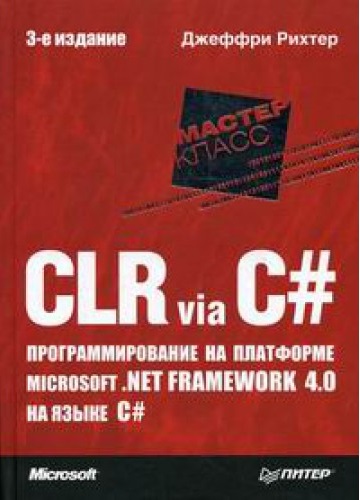 3-е издание
Джеффри Рихтер
МАСТЕР
КЛАСС
CLR via C#
ПРОГРАММИРОВАНИЕ НА ПЛАТФОРМЕ
MICROSOFT .NET FRAMEWORK 4.0
НА ЯЗЫКЕ C#
Microsoft®
ПИТЕР®